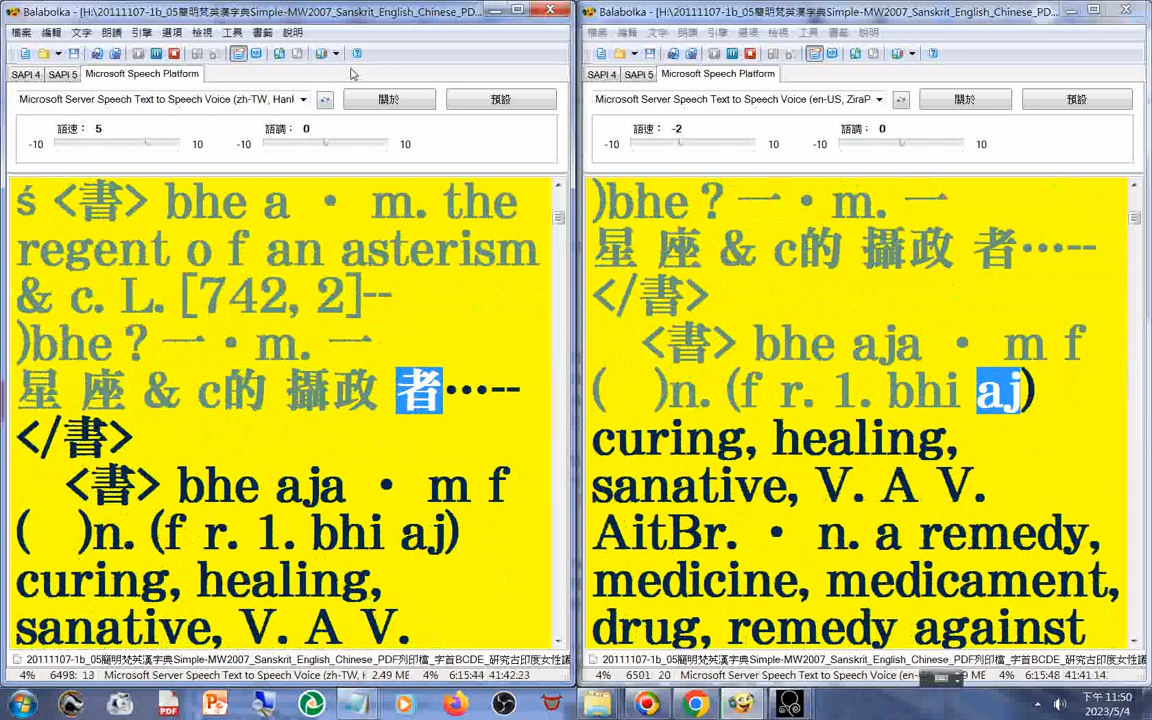 Balabolka - [H:\20111107-1b_05簡明梵英漢字典Simple-MW2007_Sanskrit_English_Chinese_PD...
檔案 編輯 文字 朗讀 引擎 選項 檢視 工具 書籤 說明
SAPI 4 SAPI 5 Microsoft Speech Platform
Microsoft Server Speech Text to Speech Voice (zh-TW, Hanl 關於 預設
語速： 5 語調： 0
-10 10 -10 10
ś <書> bhe a • m. the
regent o f an asterism
& c. L. [742, 2]--
)bhe？一・m. 一
星 座 & c的 攝政 者…--
</書>
<書> bhe aja • m f
( )n. (f r. 1. bhi aj)
curing, healing,
sanative, V. A V.
20111107-1b_05簡明梵英漢字典Simple-MW2007_Sanskrit_English_Chinese_PDF列印檔_字首BCDE_研究古印度女性議
4% 6498: 13 Microsoft Server Speech Text to Speech Voice (zh-TW, H 2.49 ME 4% 6:15:44 41:42:23
Balabolka - [H:\20111107-1b_05簡明梵英漢字典Simple-MW2007_Sanskrit_English_Chinese_PD...
檔案 編輯 文字 朗讀 引擎 選項 檢視 工具 書籤 說明
SAPI 4 SAPI 5 Microsoft Speech Platform
Microsoft Server Speech Text to Speech Voice (en-US, ZiraP 關於 預設
語速： -2 語調： 0
-10 10 -10 10
)bhe？一・m. 一
星 座 & c的 攝政 者…--
</書>
<書> bhe aja • m f
( )n. (f r. 1. bhi aj)
curing, healing,
sanative, V. A V.
AitBr. • n. a remedy,
medicine, medicament,
drug, remedy against
20111107-1b_05簡明梵英漢字典Simple-MW2007_Sanskrit_English_Chinese_PDF列印檔_字首BCDE_研究古印度女性議
4% 6501: 20 Microsoft Server Speech Text to Speech Voice (en-US, ME 4% 6:15:48 41:41:14
PDF
下午 11:50
2023/5/4